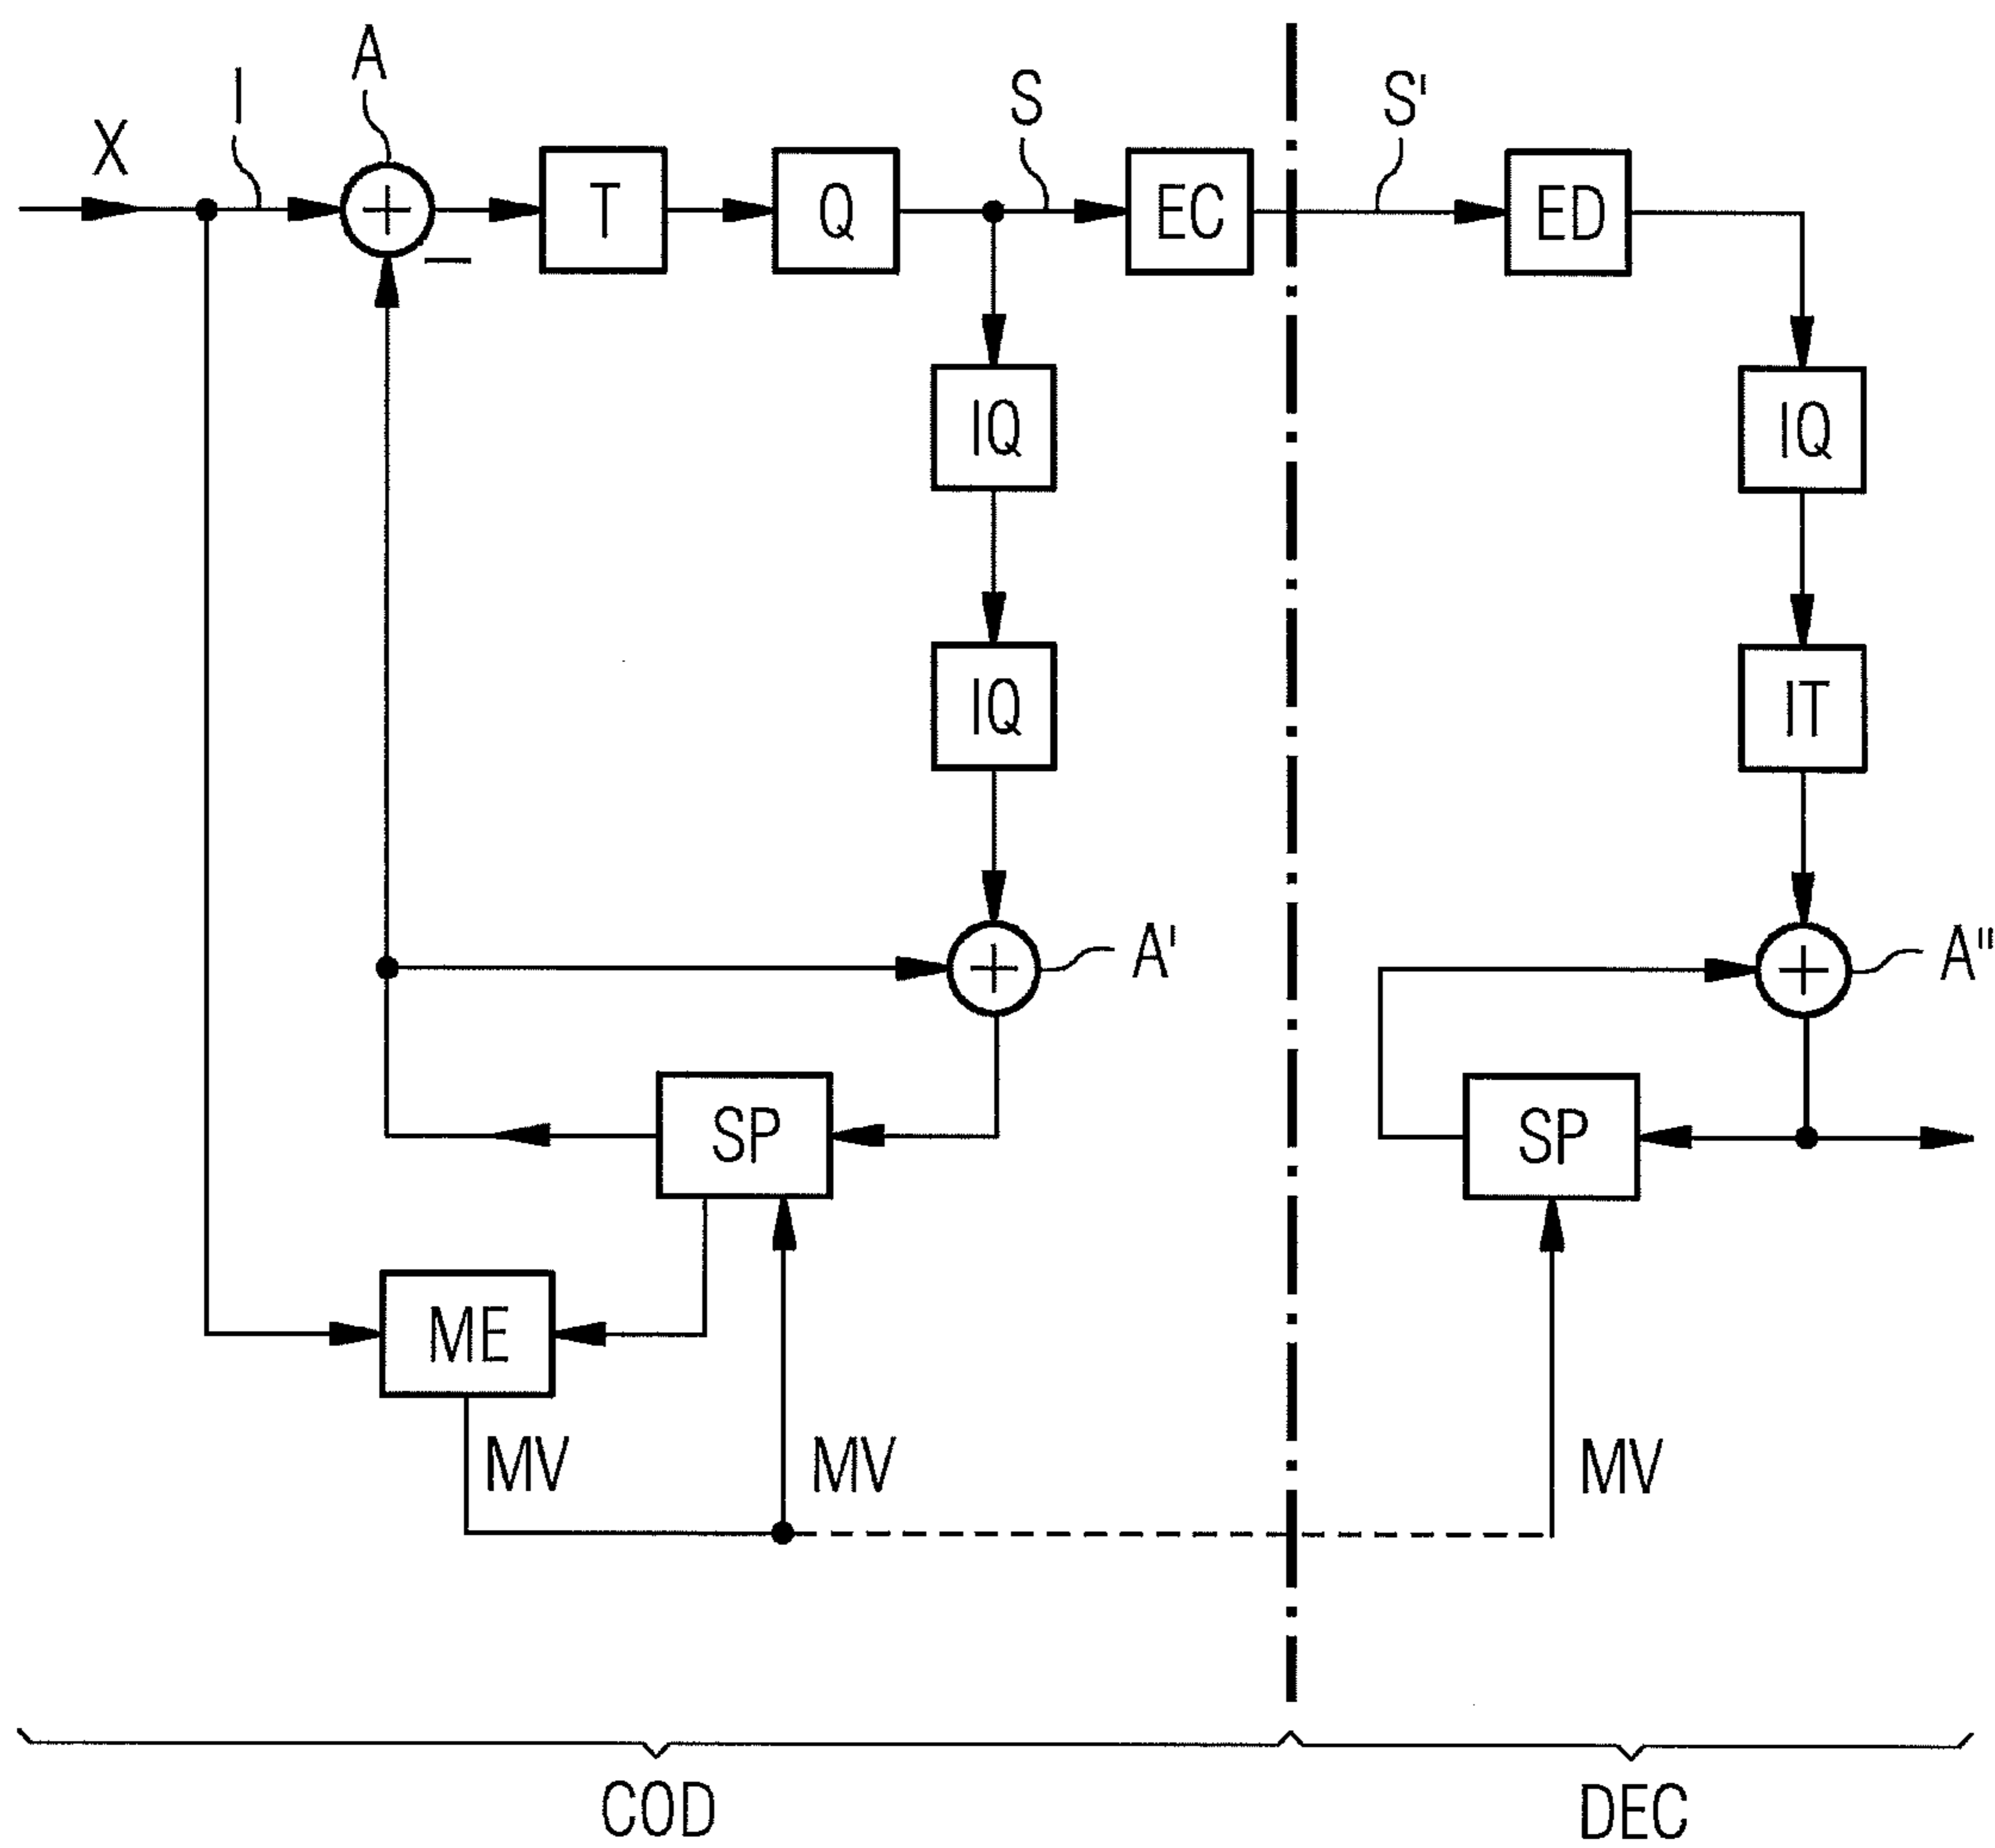 A
I
X
S
S'
+
−
T
Q
EC
ED
IQ
IQ
IQ
IT
+
A'
+
A"
SP
SP
ME
MV
MV
MV
COD
DEC